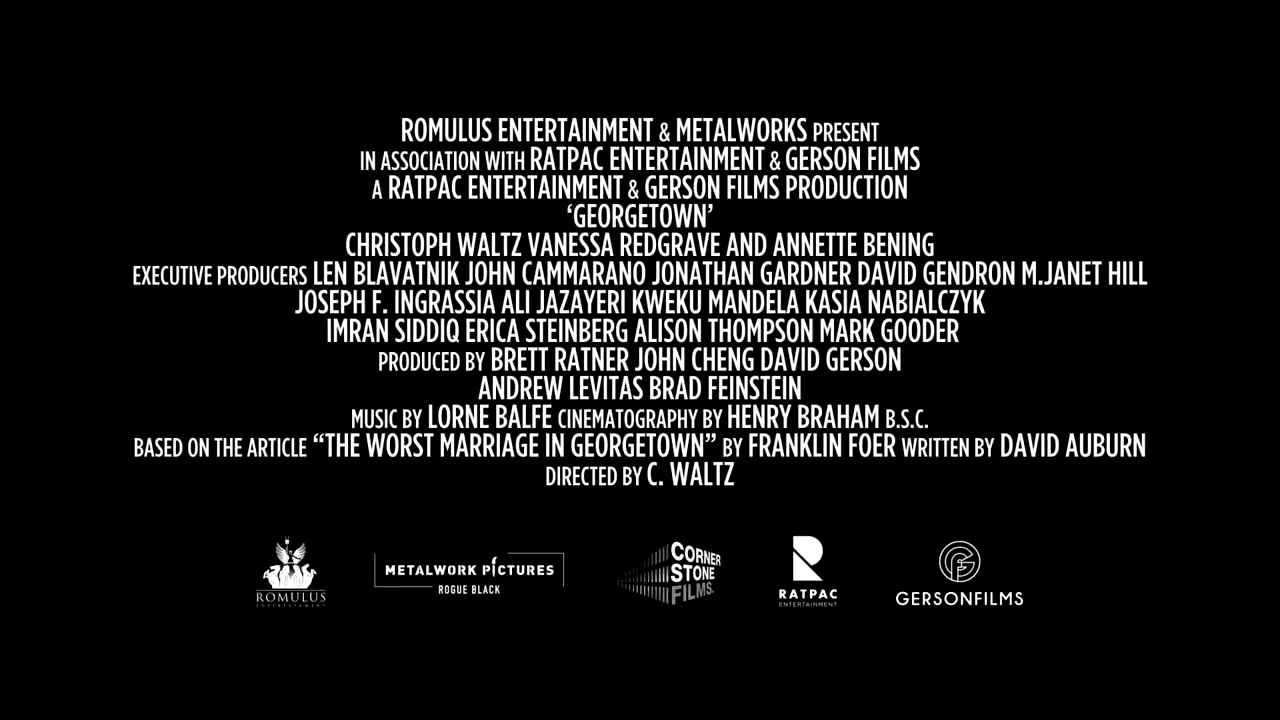 ROMULUS ENTERTAINMENT & METALWORKS PRESENT
IN ASSOCIATION WITH RATPAC ENTERTAINMENT & GERSON FILMS
A RATPAC ENTERTAINMENT & GERSON FILMS PRODUCTION
‘GEORGETOWN’
CHRISTOPH WALTZ VANESSA REDGRAVE AND ANNETTE BENING
EXECUTIVE PRODUCERS LEN BLAVATNIK JOHN CAMMARANO JONATHAN GARDNER DAVID GENDRON M.JANET HILL
JOSEPH F. INGRASSIA ALI JAZAYERI KWEKU MANDELA KASIA NABIALCZYK
IMRAN SIDDIQ ERICA STEINBERG ALISON THOMPSON MARK GOODER
PRODUCED BY BRETT RATNER JOHN CHENG DAVID GERSON
ANDREW LEVITAS BRAD FEINSTEIN
MUSIC BY LORNE BALFE CINEMATOGRAPHY BY HENRY BRAHAM B.S.C.
BASED ON THE ARTICLE “THE WORST MARRIAGE IN GEORGETOWN” BY FRANKLIN FOER WRITTEN BY DAVID AUBURN
DIRECTED BY C. WALTZ
ROMULUS
ENTERTAINMENT
METALWORK PICTURES
ROGUE BLACK
CORNER
STONE
FILMS.
RATPAC
ENTERTAINMENT
GERSONFILMS